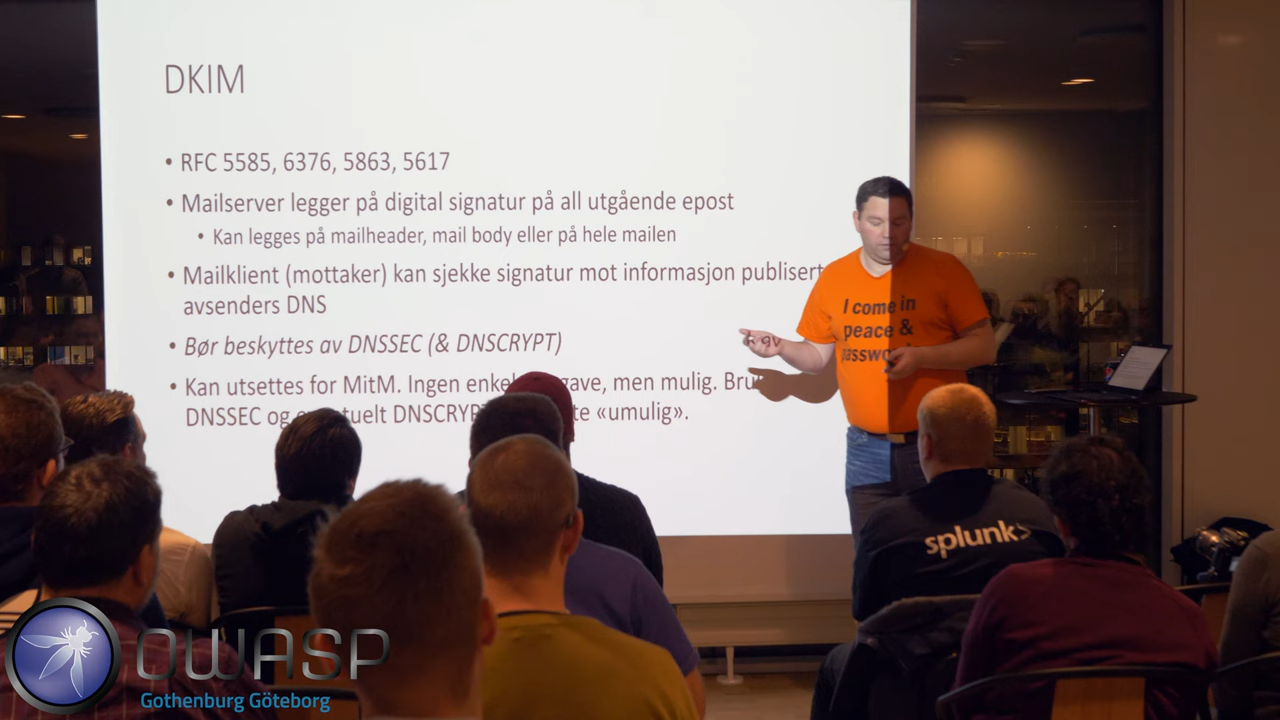 DKIM
• RFC 5585, 6376, 5863, 5617
• Mailserver legger på digital signatur på all utgående epost
• Kan legges på mailheader, mail body eller på hele mailen
• Mailklient (mottaker) kan sjekke signatur mot informasjon publisert
avsenders DNS
• Bør beskyttes av DNSSEC (& DNSCRYPT)
• Kan utsettes for MitM. Ingen men mulig.
DNSSEC og «umulig».
I come in
peace &
splunk>
OWASP
Gothenburg Göteborg